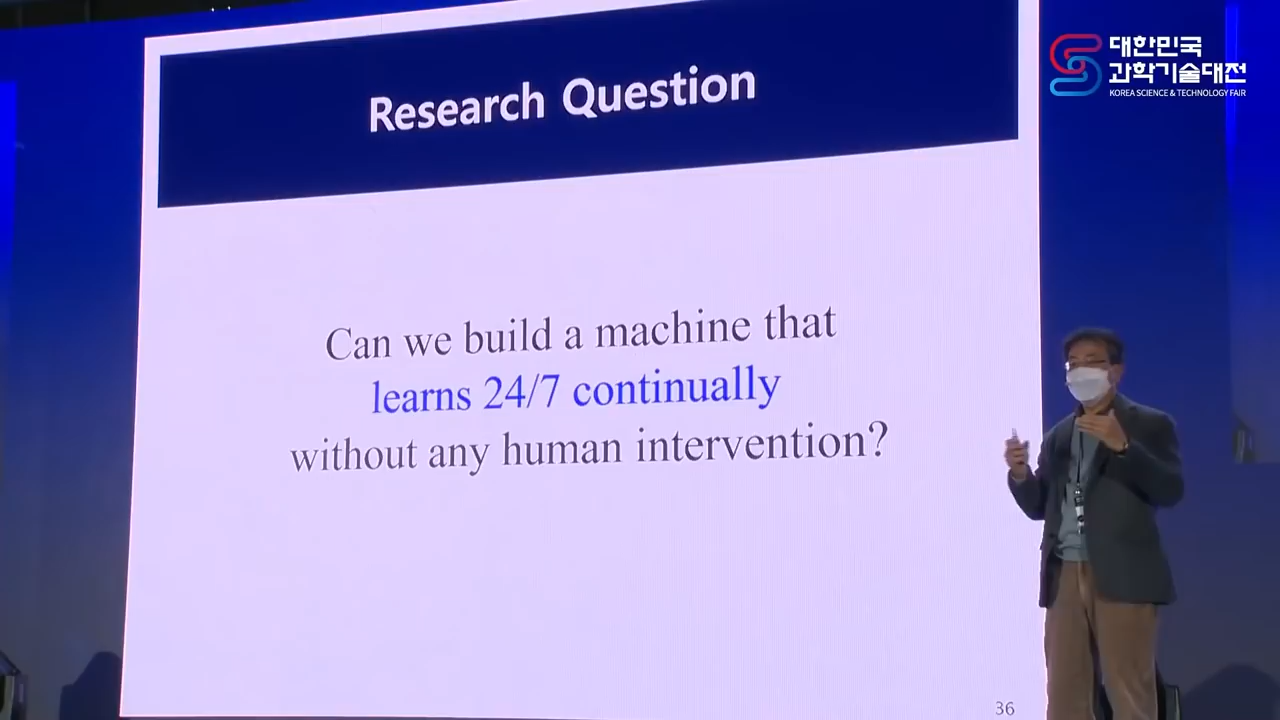 Research Question
Can we build a machine that
learns 24/7 continually
without any human intervention?
36
대한민국
과학기술대전
KOREA SCIENCE & TECHNOLOGY FAIR